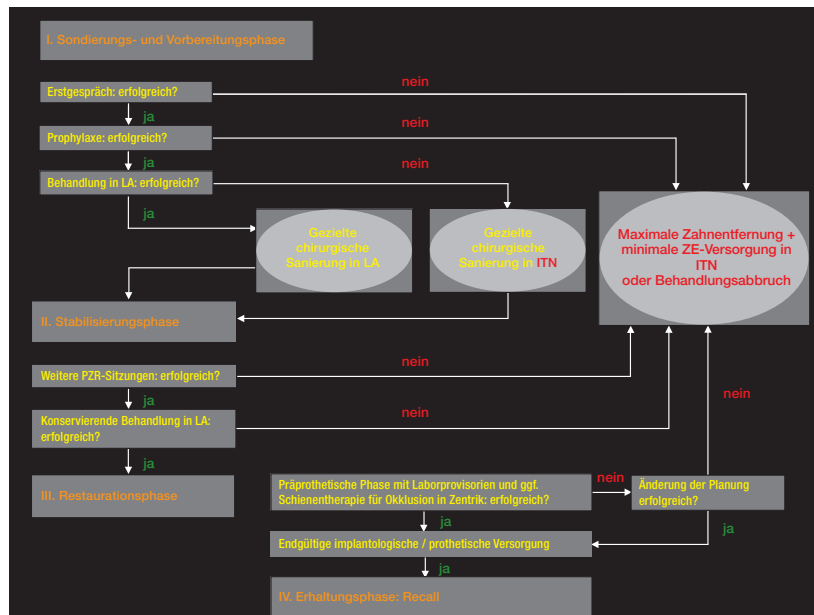 I. Sondierungs- und Vorbereitungsphase
nein
Erstgespräch: erfolgreich?
ja
nein
Prophylaxe: erfolgreich?
ja
nein
Behandlung in LA: erfolgreich?
ja
Gezielte
chirurgische
Sanierung in LA
Gezielte
chirurgische
Sanierung in ITN
Maximale Zahnentfernung +
minimale ZE-Versorgung in
ITN
oder Behandlungsabbruch
II. Stabilisierungsphase
nein
Weitere PZR-Sitzungen: erfolgreich?
ja
nein
Konservierende Behandlung in LA:
erfolgreich?
ja
III. Restaurationsphase
nein
Präprothetische Phase mit Laborprovisorien und ggf.
Schienentherapie für Okklusion in Zentrik: erfolgreich?
nein
Änderung der Planung
erfolgreich?
ja
ja
Endgültige implantologische / prothetische Versorgung
ja
IV. Erhaltungsphase: Recall